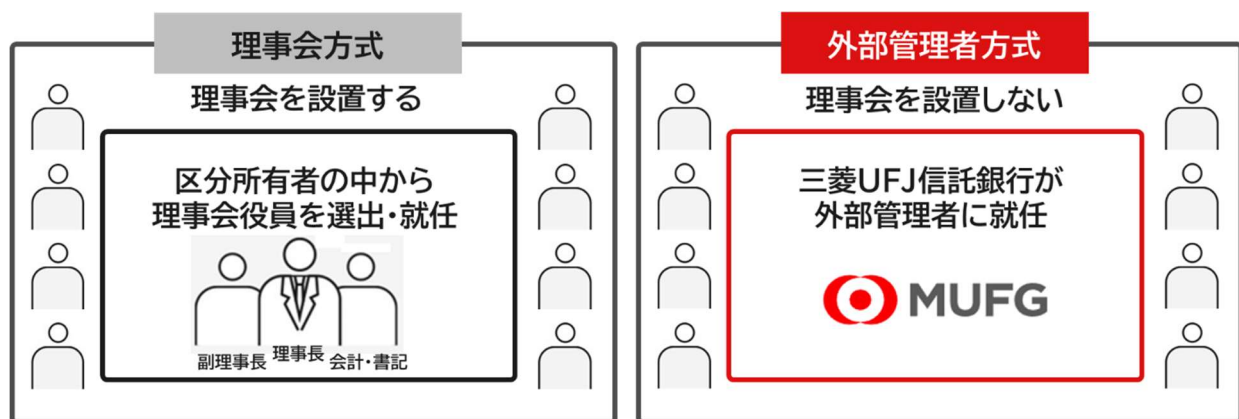 理事会方式
理事会を設置する
区分所有者の中から
理事会役員を選出・就任
副理事長 理事長 会計・書記
外部管理者方式
理事会を設置しない
三菱UFJ信託銀行が
外部管理者に就任
MUFG